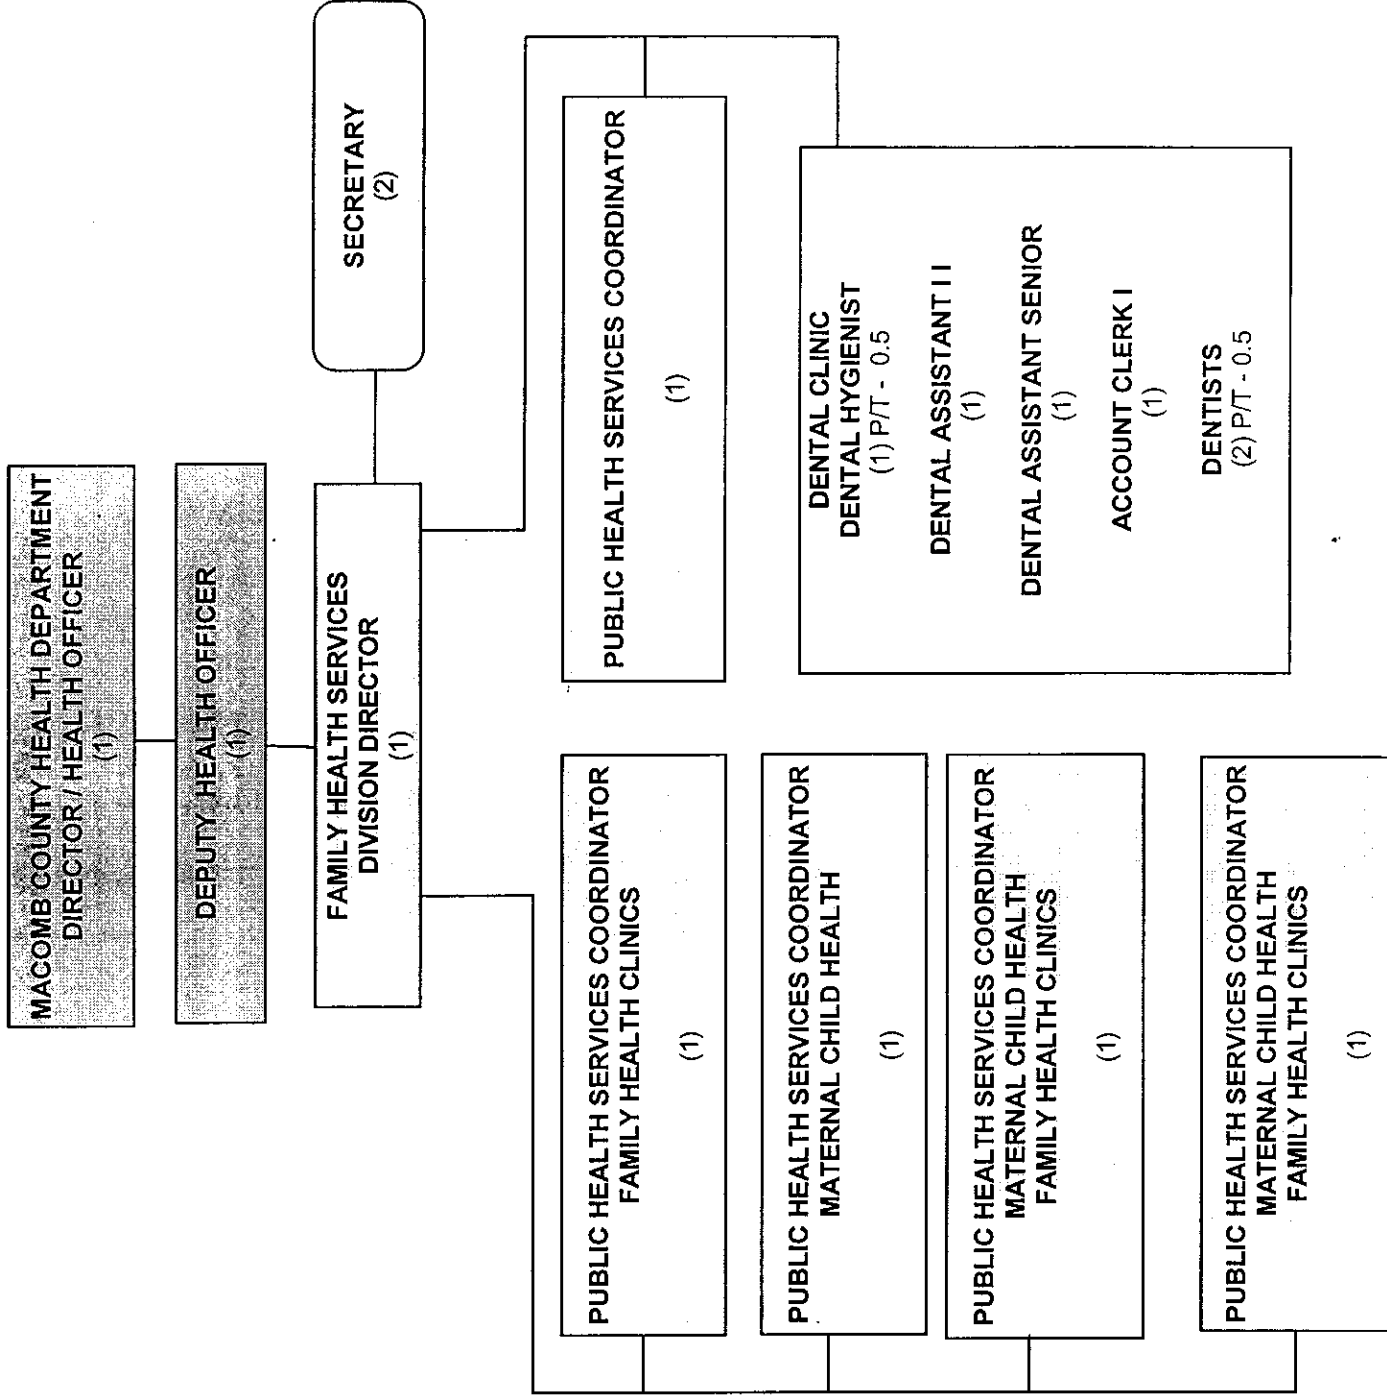 MACOMB COUNTY HEALTH DEPARTMENT
DIRECTOR / HEALTH OFFICER
(1)
DEPUTY HEALTH OFFICER
(1)
FAMILY HEALTH SERVICES
DIVISION DIRECTOR
(1)
SECRETARY
(2)
PUBLIC HEALTH SERVICES COORDINATOR
FAMILY HEALTH CLINICS
(1)
PUBLIC HEALTH SERVICES COORDINATOR
MATERNAL CHILD HEALTH
(1)
PUBLIC HEALTH SERVICES COORDINATOR
MATERNAL CHILD HEALTH
FAMILY HEALTH CLINICS
(1)
PUBLIC HEALTH SERVICES COORDINATOR
MATERNAL CHILD HEALTH
FAMILY HEALTH CLINICS
(1)
PUBLIC HEALTH SERVICES COORDINATOR
(1)
DENTAL CLINIC
DENTAL HYGIENIST
(1) P/T - 0.5
DENTAL ASSISTANT II
(1)
DENTAL ASSISTANT SENIOR
(1)
ACCOUNT CLERK I
(1)
DENTISTS
(2) P/T - 0.5